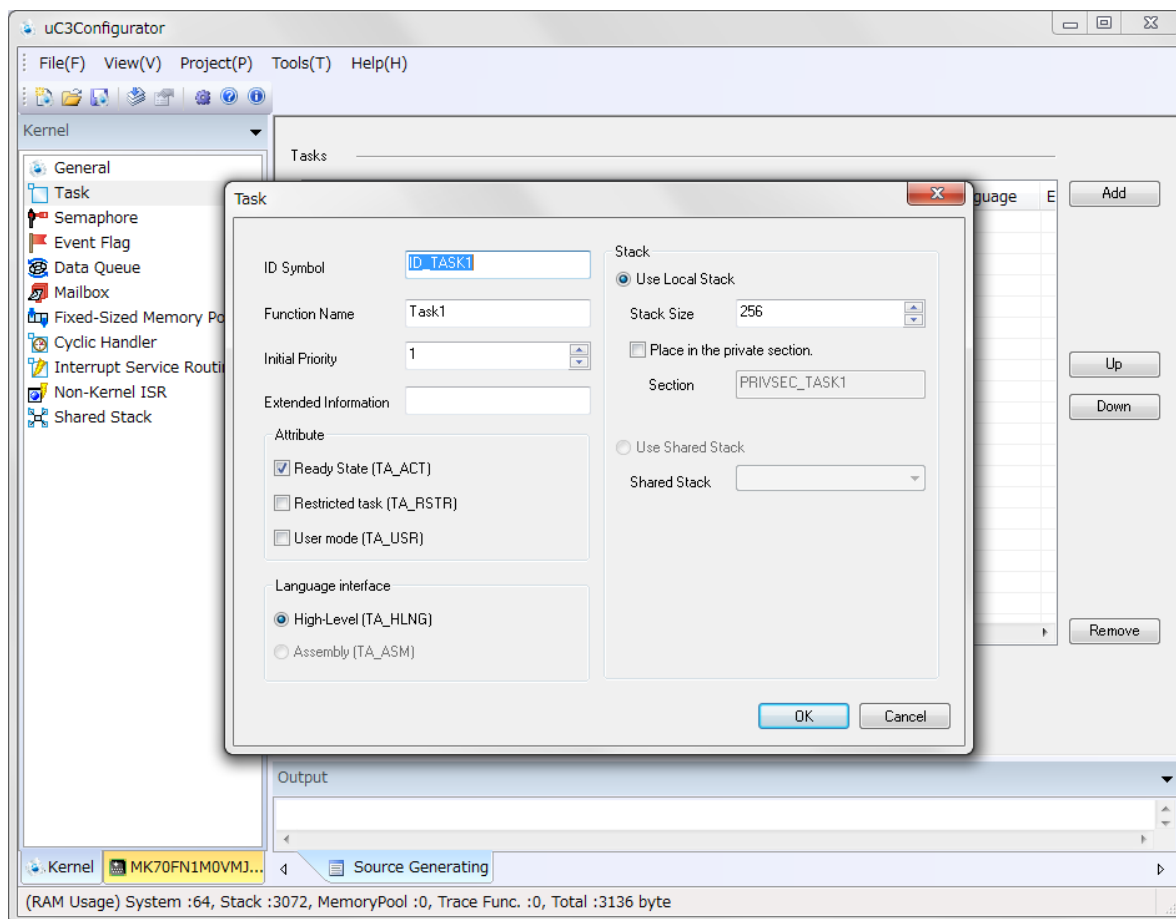 uC3Configurator
File(F) View(V) Project(P) Tools(T) Help(H)
Kernel
General
Task
Semaphore
Event Flag
Data Queue
Mailbox
Fixed-Sized Memory Po
Cyclic Handler
Interrupt Service Routi
Non-Kernel ISR
Shared Stack
Tasks
guage E
Add
Up
Down
Remove
Task
ID Symbol ID_TASK1
Function Name Task1
Initial Priority 1
Extended Information
Attribute
Ready State (TA_ACT)
Restricted task (TA_RSTR)
User mode (TA_USR)
Language interface
High-Level (TA_HLNG)
Assembly (TA_ASM)
Stack
Use Local Stack
Stack Size 256
Place in the private section.
Section PRIVSEC_TASK1
Use Shared Stack
Shared Stack
OK Cancel
Output
Kernel MK70FN1M0VMJ... Source Generating
(RAM Usage) System :64, Stack :3072, MemoryPool :0, Trace Func. :0, Total :3136 byte